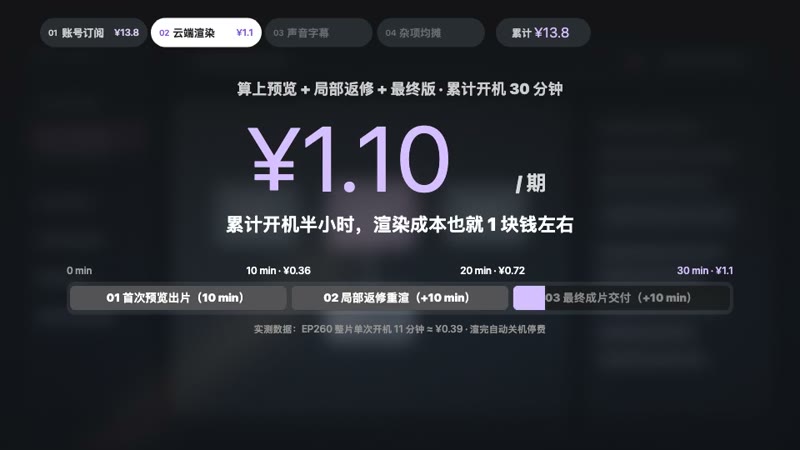 01 账号订阅 ¥13.8 02 云端渲染 ¥1.1 03 声音字幕 04 杂项均摊 累计 ¥13.8
算上预览 + 局部返修 + 最终版 · 累计开机 30 分钟
¥1.10 / 期
累计开机半小时，渲染成本也就 1 块钱左右
0 min 10 min · ¥0.36 20 min · ¥0.72 30 min · ¥1.1
01 首次预览出片（10 min） 02 局部返修重渲（+10 min） 03 最终成片交付（+10 min）
实测数据：EP260 整片单次开机 11 分钟 ≈ ¥0.39 · 渲完自动关机停费